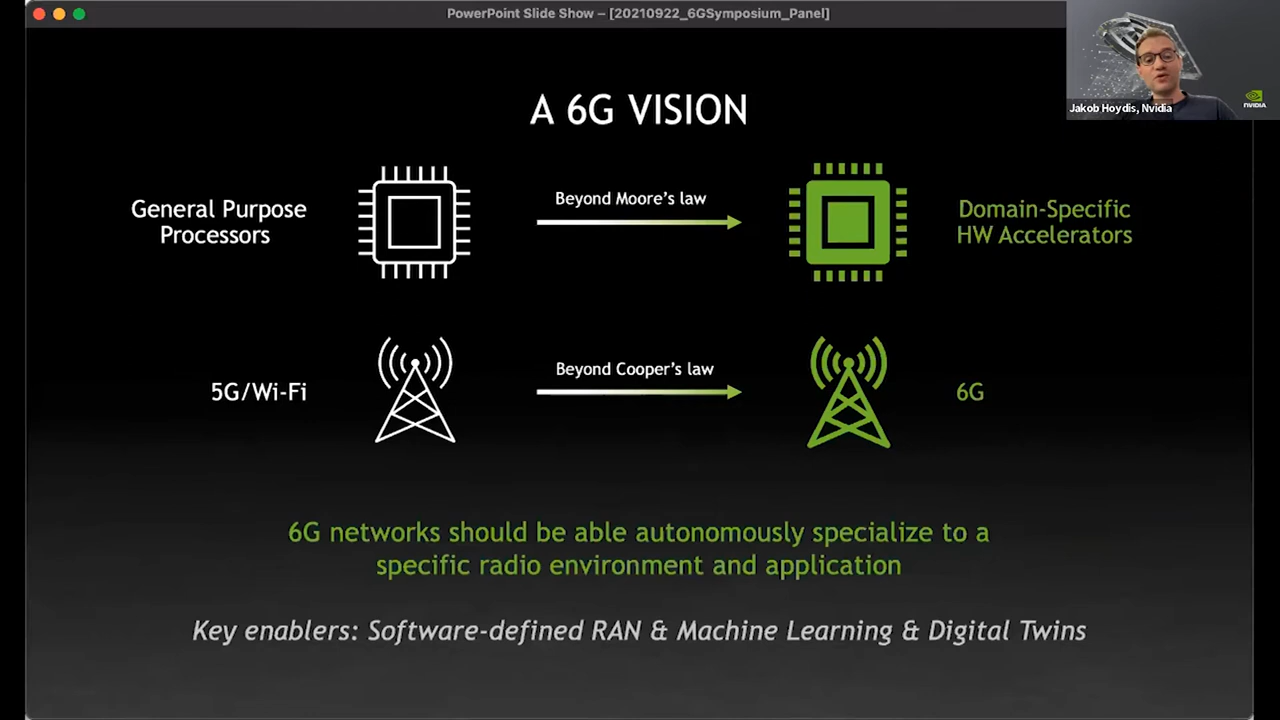 PowerPoint Slide Show – [20210922_6GSymposium_Panel]
Jakob Hoydis, Nvidia
NVIDIA
A 6G VISION
General Purpose
Processors
Beyond Moore's law
Domain-Specific
HW Accelerators
5G/Wi-Fi
Beyond Cooper's law
6G
6G networks should be able autonomously specialize to a
specific radio environment and application
Key enablers: Software-defined RAN & Machine Learning & Digital Twins